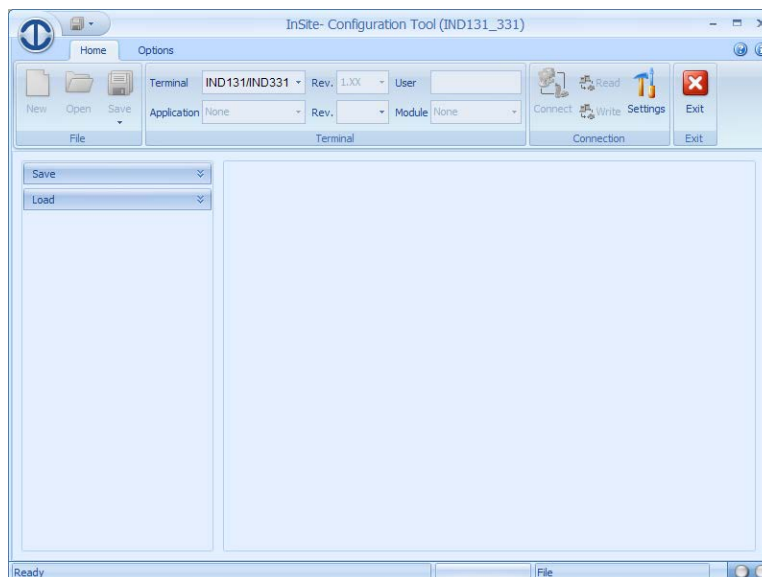 InSite- Configuration Tool (IND131_331)
Home Options
Terminal IND131/IND331 Rev. 1.XX User
Application None Rev. Module None
New Open Save
Connect Read Write Settings
Exit
File Terminal Connection Exit
Save
Load
Ready File